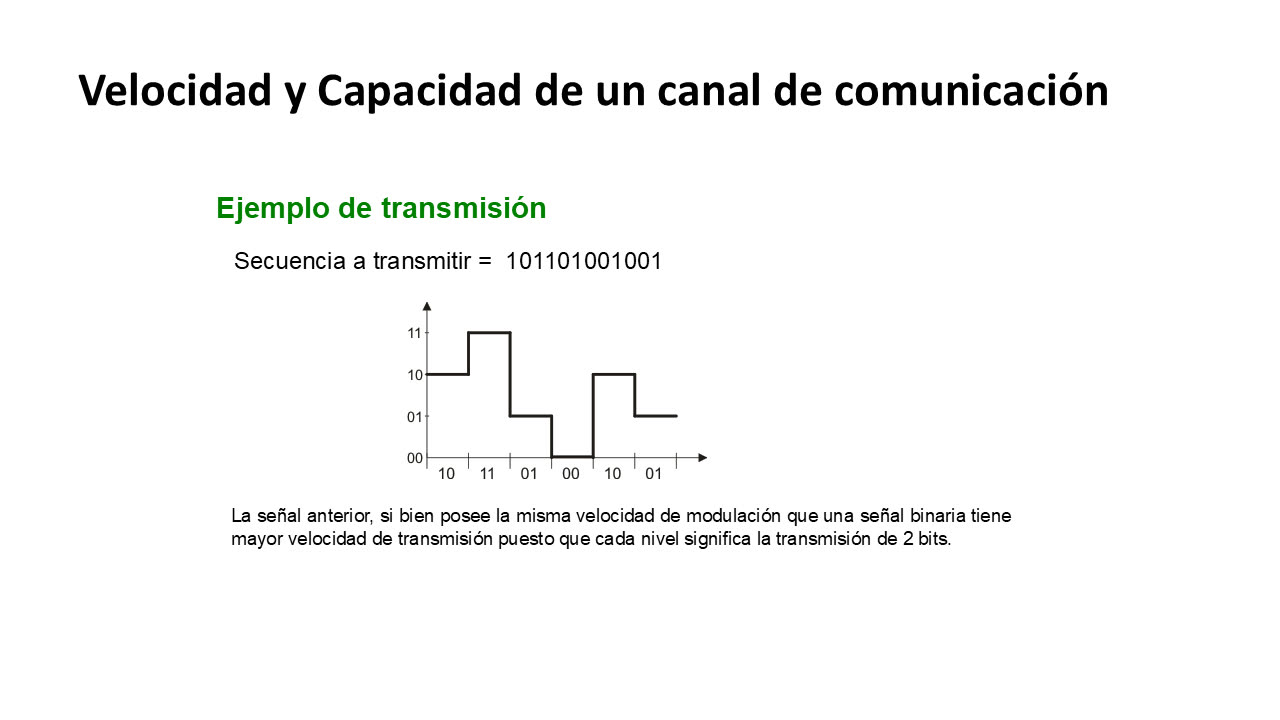 Velocidad y Capacidad de un canal de comunicación
Ejemplo de transmisión
Secuencia a transmitir = 101101001001
11
10
01
00
10 11 01 00 10 01
La señal anterior, si bien posee la misma velocidad de modulación que una señal binaria tiene
mayor velocidad de transmisión puesto que cada nivel significa la transmisión de 2 bits.